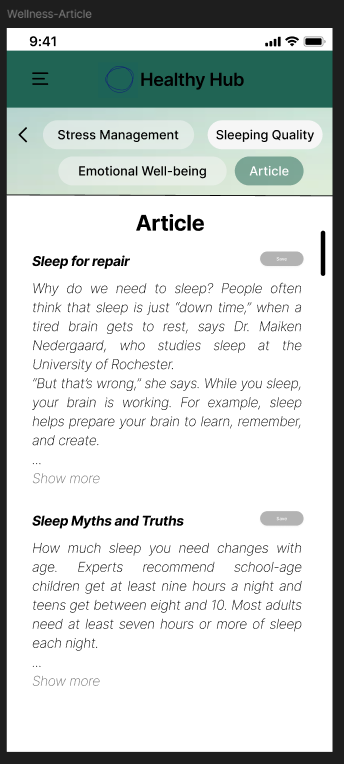 Wellness-Article
9:41
Healthy Hub
Stress Management
Sleeping Quality
Emotional Well-being
Article
Article
Sleep for repair
Save
Why do we need to sleep? People often
think that sleep is just “down time,” when a
tired brain gets to rest, says Dr. Maiken
Nedergaard, who studies sleep at the
University of Rochester.
“But that’s wrong,” she says. While you sleep,
your brain is working. For example, sleep
helps prepare your brain to learn, remember,
and create.
...
Show more
Sleep Myths and Truths
Save
How much sleep you need changes with
age. Experts recommend school-age
children get at least nine hours a night and
teens get between eight and 10. Most adults
need at least seven hours or more of sleep
each night.
...
Show more